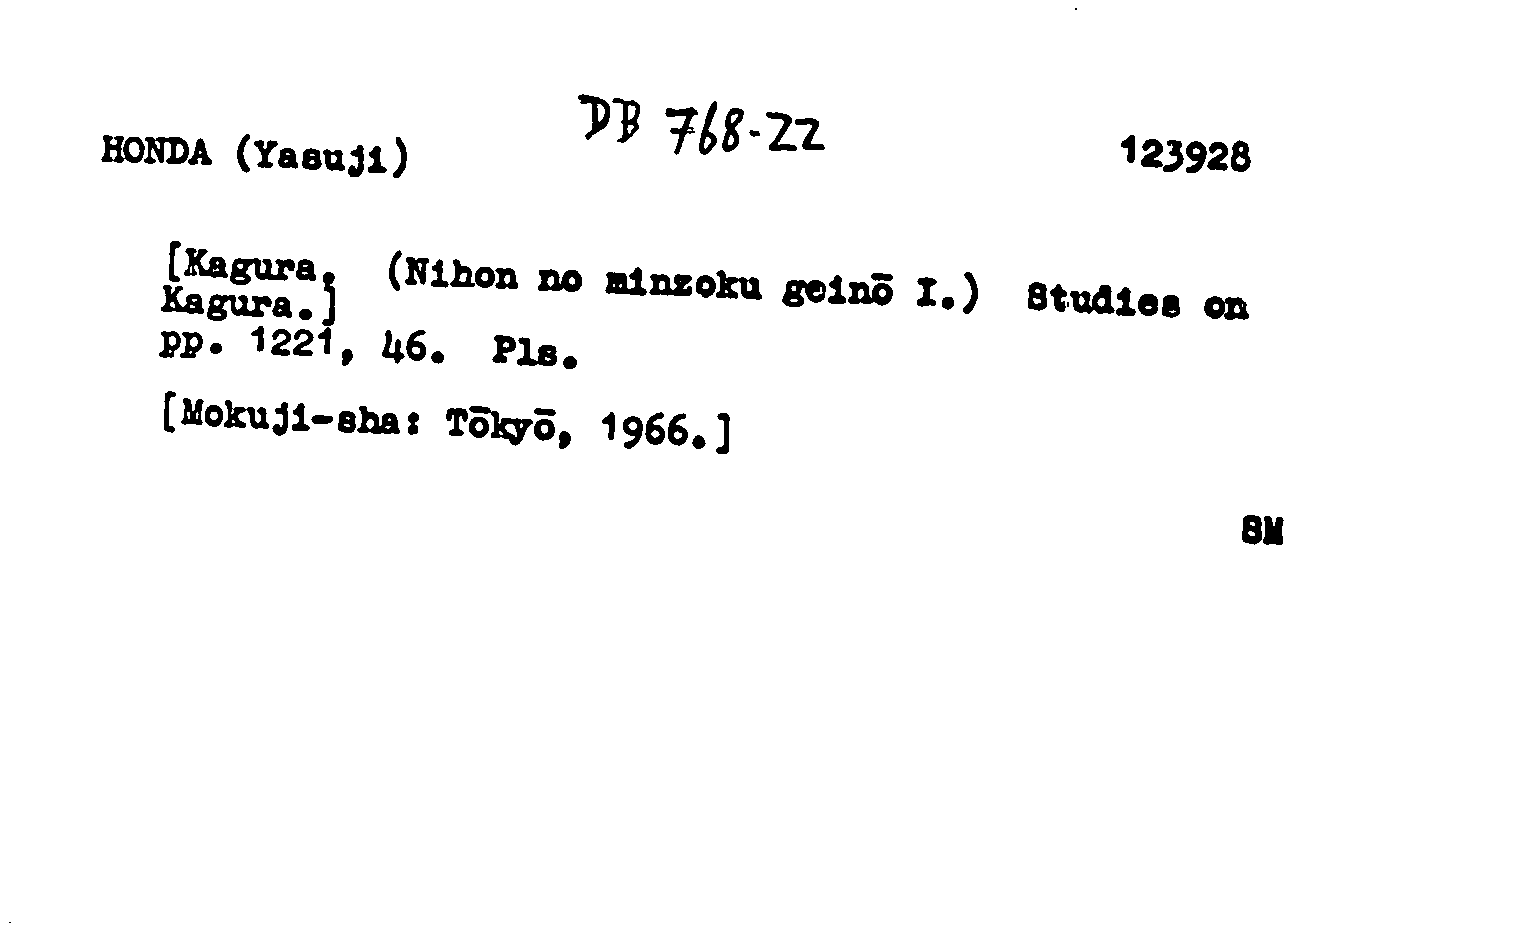 DB 768-22
HONDA (Yasuji) 123928
[Kagura. (Nihon no minzoku geinō I.) Studies on
Kagura.]
pp. 1221, 46. Pls.
[Mokuji-sha: Tōkyō, 1966.]
SM